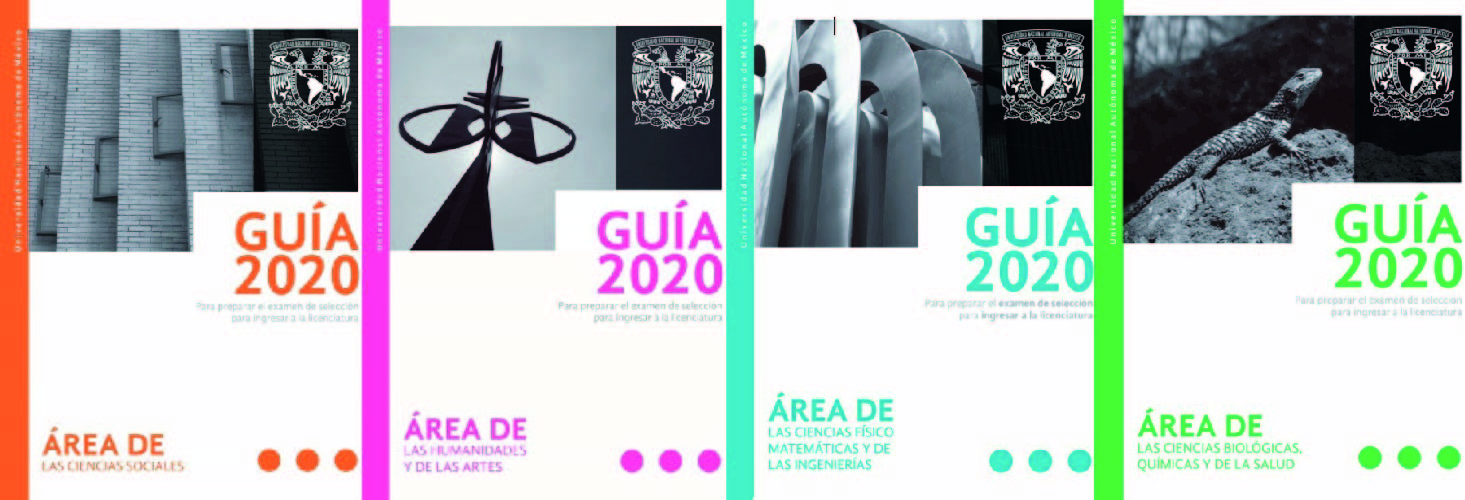 Universidad Nacional Autónoma de México
GUÍA
2020
Para preparar el examen de selección
para ingresar a la licenciatura
ÁREA DE
LAS CIENCIAS SOCIALES
Universidad Nacional Autónoma de México
GUÍA
2020
Para preparar el examen de selección
para ingresar a la licenciatura
ÁREA DE
LAS HUMANIDADES
Y DE LAS ARTES
Universidad Nacional Autónoma de México
GUÍA
2020
Para preparar el examen de selección
para ingresar a la licenciatura
ÁREA DE
LAS CIENCIAS FÍSICO
MATEMÁTICAS Y DE
LAS INGENIERÍAS
Universidad Nacional Autónoma de México
GUÍA
2020
Para preparar el examen de selección
para ingresar a la licenciatura
ÁREA DE
LAS CIENCIAS BIOLÓGICAS,
QUÍMICAS Y DE LA SALUD